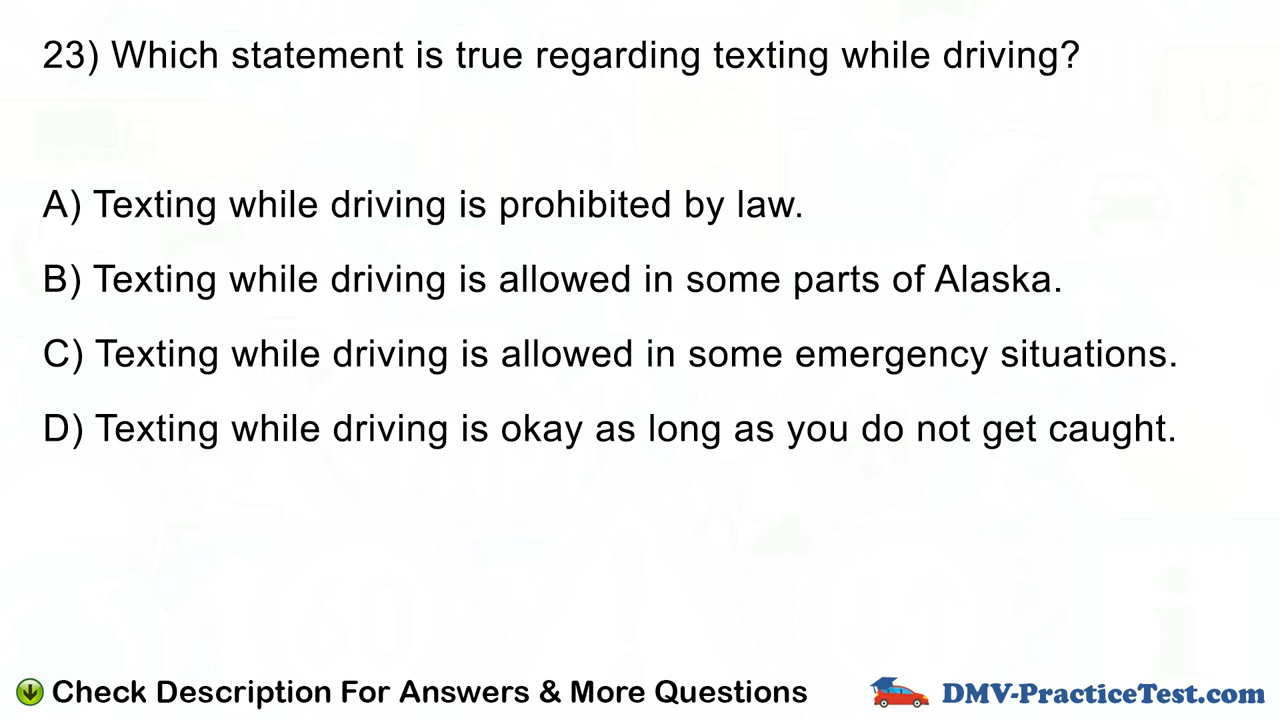 23) Which statement is true regarding texting while driving?
A) Texting while driving is prohibited by law.
B) Texting while driving is allowed in some parts of Alaska.
C) Texting while driving is allowed in some emergency situations.
D) Texting while driving is okay as long as you do not get caught.
Check Description For Answers & More Questions
DMV-PracticeTest.com